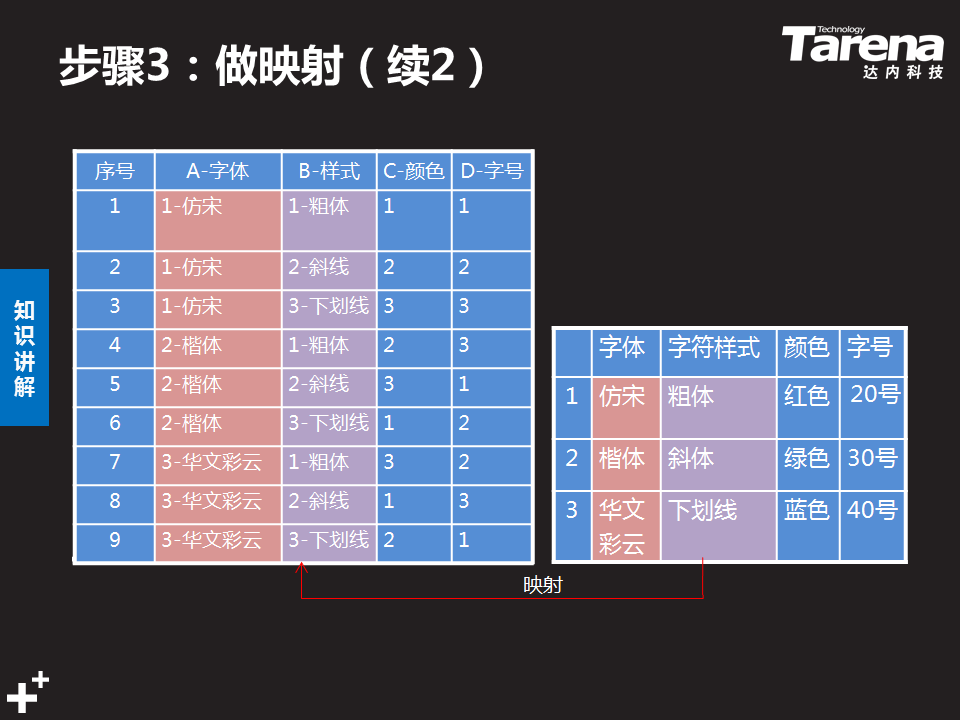 步骤3：做映射（续2）
Technology
Tarena
达内科技
知识讲解
序号 A-字体 B-样式 C-颜色 D-字号
1 1-仿宋 1-粗体 1 1
2 1-仿宋 2-斜线 2 2
3 1-仿宋 3-下划线 3 3
4 2-楷体 1-粗体 2 3
5 2-楷体 2-斜线 3 1
6 2-楷体 3-下划线 1 2
7 3-华文彩云 1-粗体 3 2
8 3-华文彩云 2-斜线 1 3
9 3-华文彩云 3-下划线 2 1
字体 字符样式 颜色 字号
1 仿宋 粗体 红色 20号
2 楷体 斜体 绿色 30号
3 华文 下划线 蓝色 40号
彩云
映射